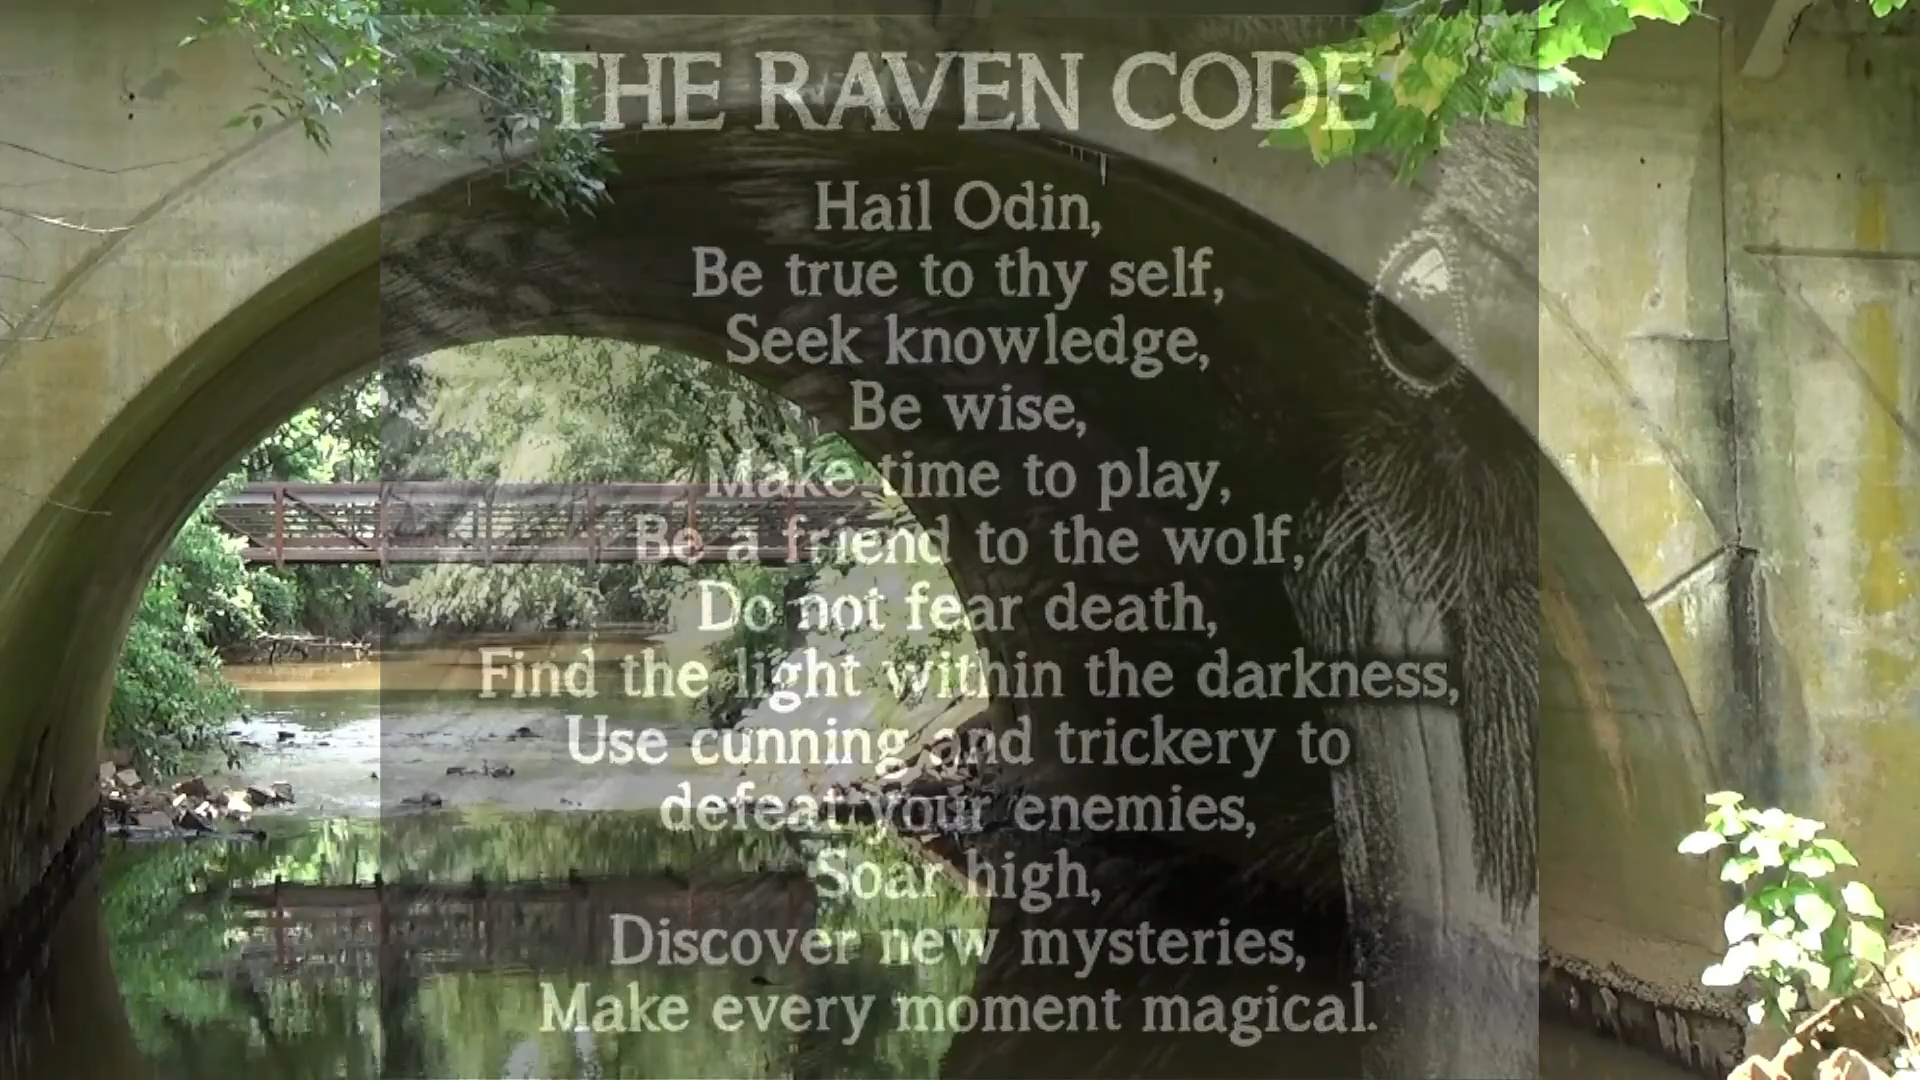 THE RAVEN CODE
Hail Odin,
Be true to thy self,
Seek knowledge,
Be wise,
Make time to play,
Be a friend to the wolf,
Do not fear death,
Find the light within the darkness,
Use cunning and trickery to
defeat your enemies,
Soar high,
Discover new mysteries,
Make every moment magical.